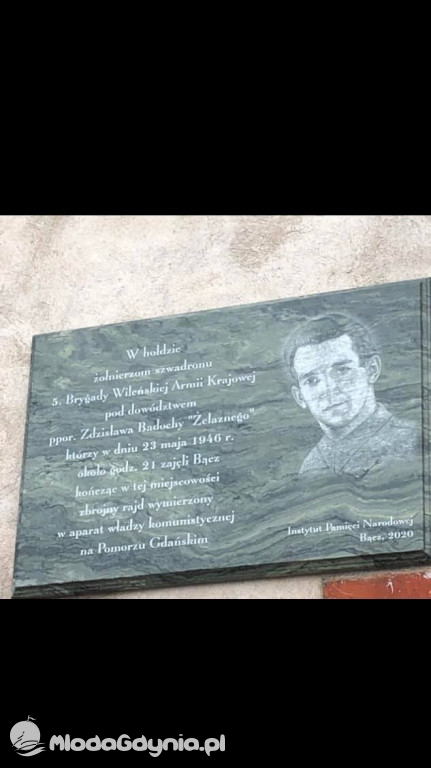 W hołdzie
żołnierzom szwadronu
5. Brygady Wileńskiej Armii Krajowej
pod dowództwem
ppor. Zdzisława Badochy "Żelaznego"
którzy w dniu 23 maja 1946 r.
około godz. 21 zajęli Bącz
kończąc w tej miejscowości
zbrojny rajd wymierzony
w aparat władzy komunistycznej
na Pomorzu Gdańskim
Instytut Pamięci Narodowej
Bącz, 2020
MlodaGdynia.pl